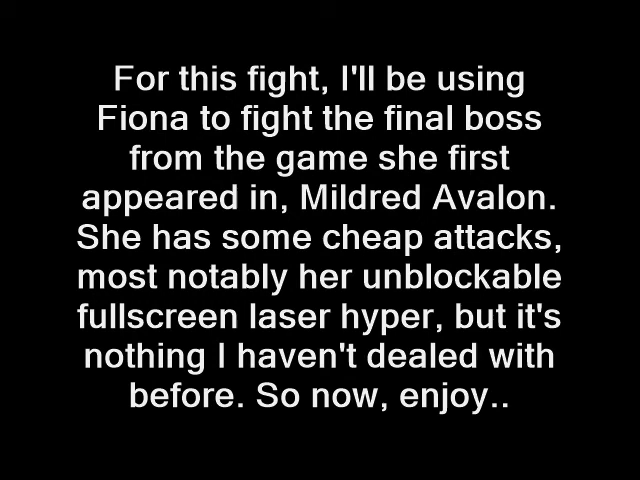 For this fight, I'll be using
Fiona to fight the final boss
from the game she first
appeared in, Mildred Avalon.
She has some cheap attacks,
most notably her unblockable
fullscreen laser hyper, but it's
nothing I haven't dealed with
before. So now, enjoy..